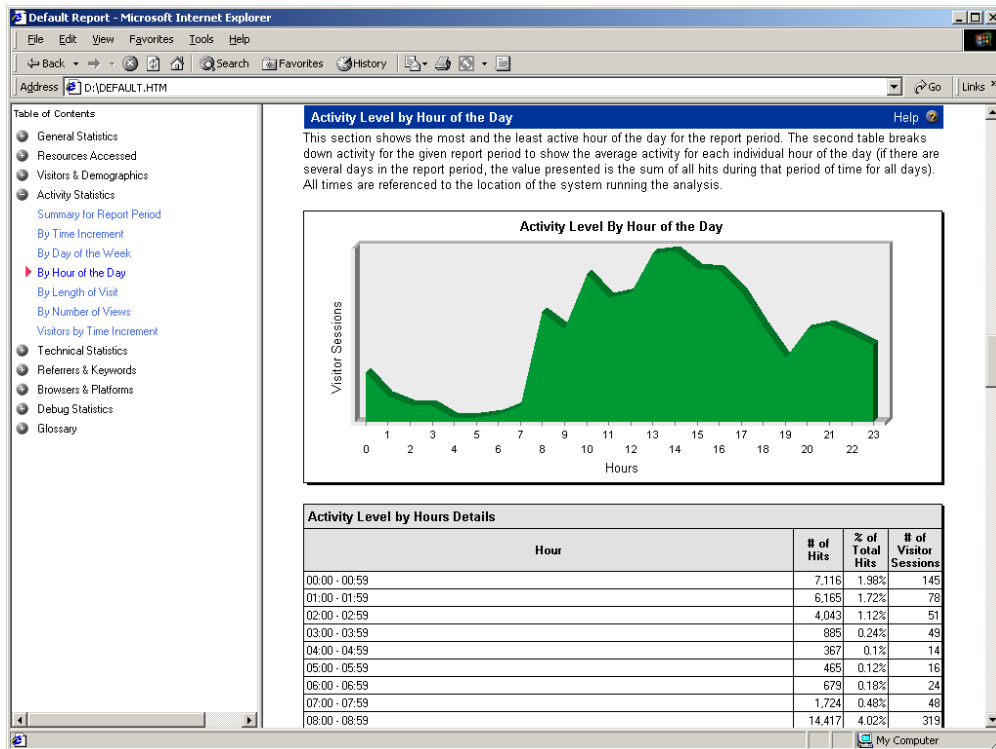 Default Report - Microsoft Internet Explorer
File Edit View Favorites Tools Help
Back Search Favorites History
Address D:\DEFAULT.HTM Go Links »
Table of Contents
General Statistics
Resources Accessed
Visitors & Demographics
Activity Statistics
Summary for Report Period
By Time Increment
By Day of the Week
By Hour of the Day
By Length of Visit
By Number of Views
Visitors by Time Increment
Technical Statistics
Referrers & Keywords
Browsers & Platforms
Debug Statistics
Glossary
Activity Level by Hour of the Day Help
This section shows the most and the least active hour of the day for the report period. The second table breaks
down activity for the given report period to show the average activity for each individual hour of the day (if there are
several days in the report period, the value presented is the sum of all hits during that period of time for all days).
All times are referenced to the location of the system running the analysis.
Activity Level By Hour of the Day
Visitor Sessions
1 3 5 7 9 11 13 15 17 19 21 23
0 2 4 6 8 10 12 14 16 18 20 22
Hours
Activity Level by Hours Details
Hour # of Hits % of Total Hits # of Visitor Sessions
00:00 - 00:59 7,116 1.98% 145
01:00 - 01:59 6,165 1.72% 78
02:00 - 02:59 4,043 1.12% 51
03:00 - 03:59 885 0.24% 49
04:00 - 04:59 367 0.1% 14
05:00 - 05:59 465 0.12% 16
06:00 - 06:59 679 0.18% 24
07:00 - 07:59 1,724 0.48% 48
08:00 - 08:59 14,417 4.02% 319
My Computer